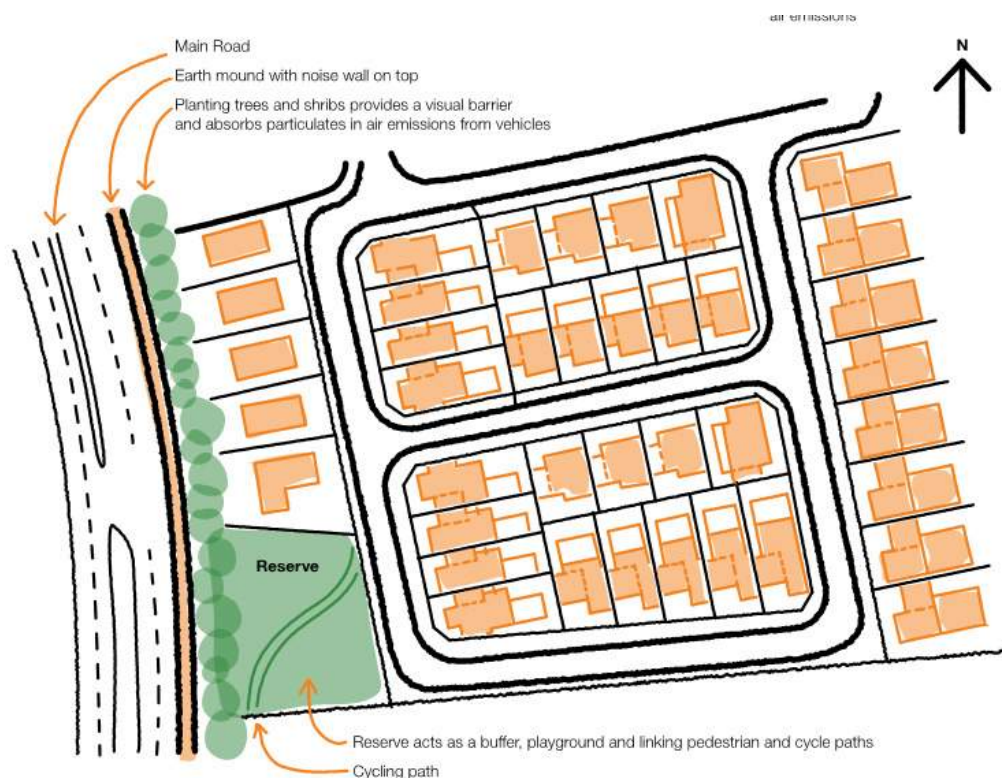 air emissions
Main Road
N
Earth mound with noise wall on top
Planting trees and shribs provides a visual barrier
and absorbs particulates in air emissions from vehicles
Reserve
Reserve acts as a buffer, playground and linking pedestrian and cycle paths
Cycling path